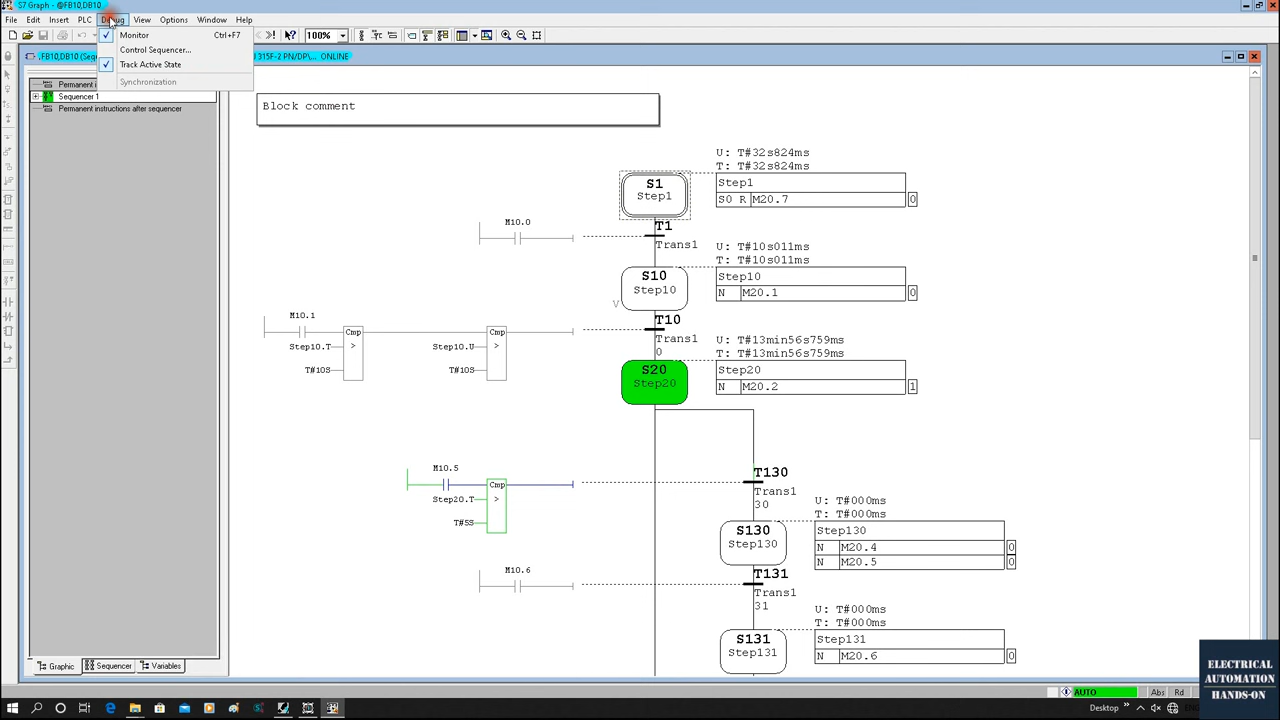 S7 Graph - @FB10,DB10
File Edit Insert PLC Debug View Options Window Help
Monitor Ctrl+F7
Control Sequencer...
Track Active State
Synchronization
100%
,FB10,DB10 (Seq
315F-2 PN/DP\... ONLINE
Permanent i
Sequencer 1
Permanent instructions after sequencer
Block comment
U: T#32s824ms
T: T#32s824ms
S1
Step1
Step1
S0 R M20.7 0
M10.0
T1
Trans1
U: T#10s011ms
T: T#10s011ms
S10
Step10
Step10
N M20.1 0
V
M10.1
Cmp
>
Step10.T
T#10S
Cmp
>
Step10.U
T#10S
T10
Trans1
0
U: T#13min56s759ms
T: T#13min56s759ms
S20
Step20
Step20
N M20.2 1
M10.5
Cmp
>
Step20.T
T#5S
T130
Trans1
30
U: T#000ms
T: T#000ms
S130
Step130
Step130
N M20.4 0
N M20.5 0
M10.6
T131
Trans1
31
U: T#000ms
T: T#000ms
S131
Step131
Step131
N M20.6 0
Graphic Sequencer Variables
AUTO Abs Rd
Desktop
ELECTRICAL
AUTOMATION
HANDS-ON